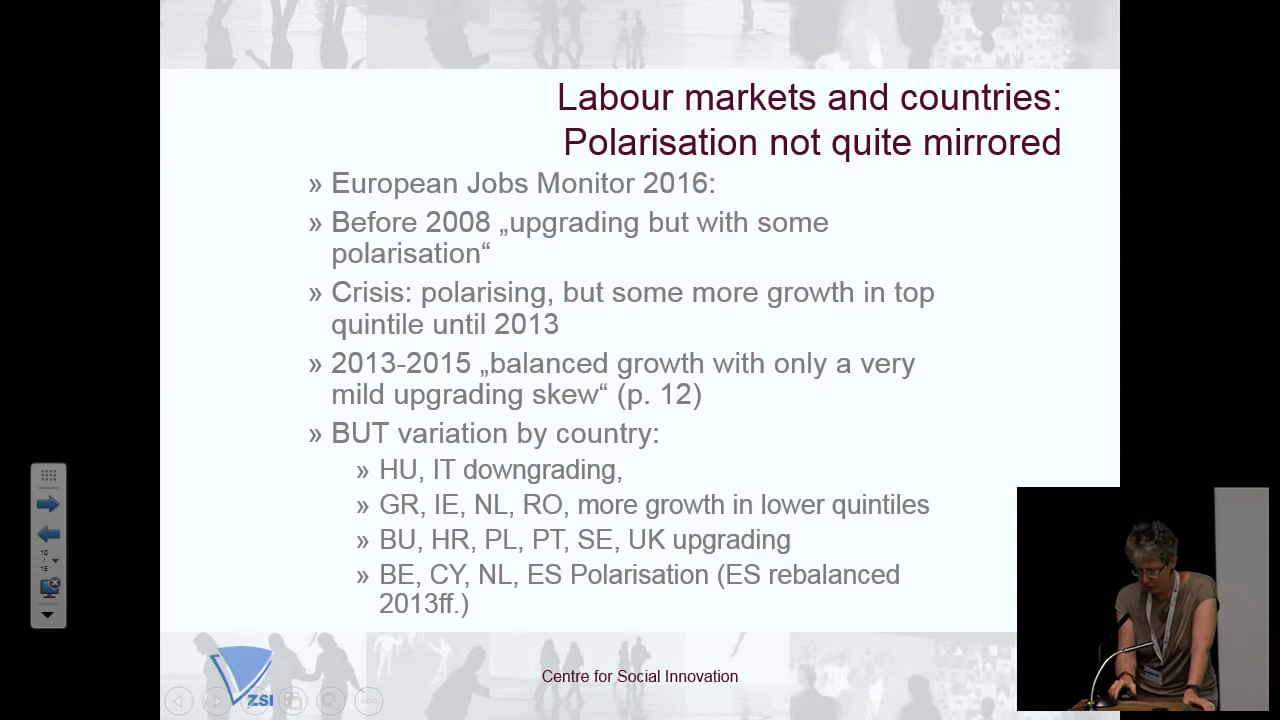 Labour markets and countries:
Polarisation not quite mirrored
» European Jobs Monitor 2016:
» Before 2008 „upgrading but with some
polarisation“
» Crisis: polarising, but some more growth in top
quintile until 2013
» 2013-2015 „balanced growth with only a very
mild upgrading skew“ (p. 12)
» BUT variation by country:
» HU, IT downgrading,
» GR, IE, NL, RO, more growth in lower quintiles
» BU, HR, PL, PT, SE, UK upgrading
» BE, CY, NL, ES Polarisation (ES rebalanced
2013ff.)
10
/
15
Centre for Social Innovation
ZSI